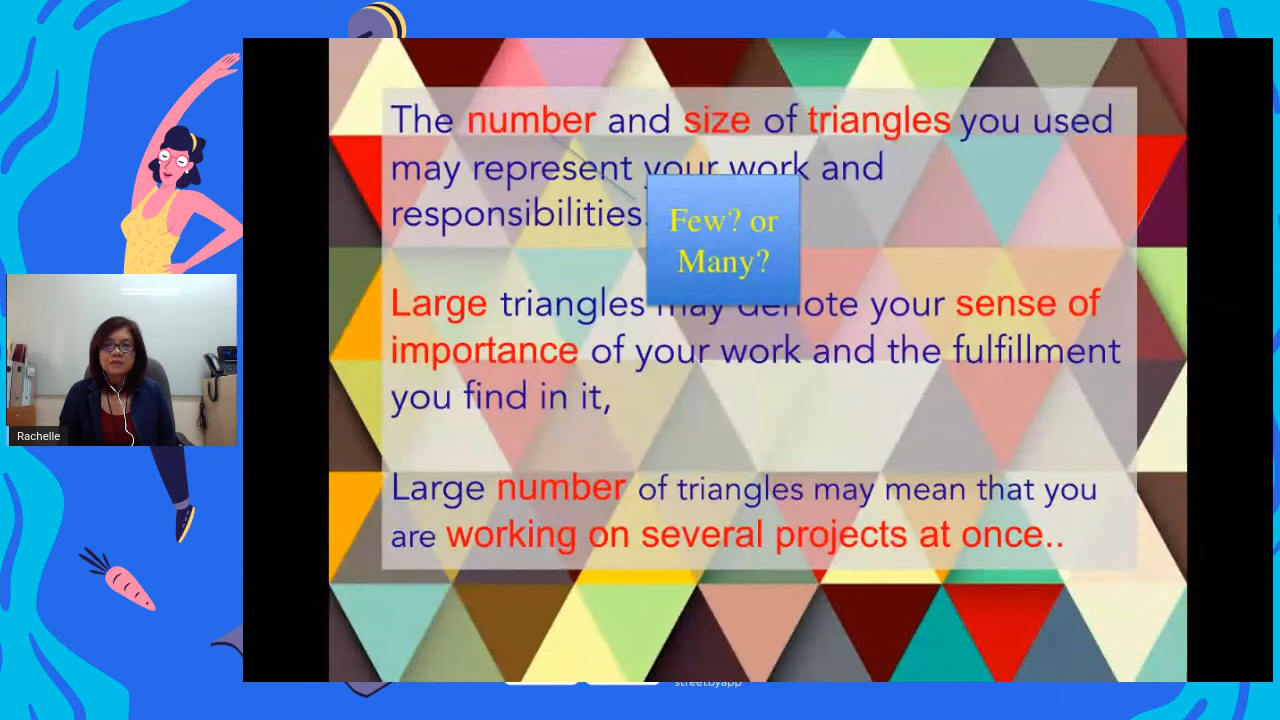 The number and size of triangles you used
may represent your work and
responsibilities.
Few? or
Many?
Large triangles may denote your sense of
importance of your work and the fulfillment
you find in it,
Large number of triangles may mean that you
are working on several projects at once..
Rachelle
streetbyapp